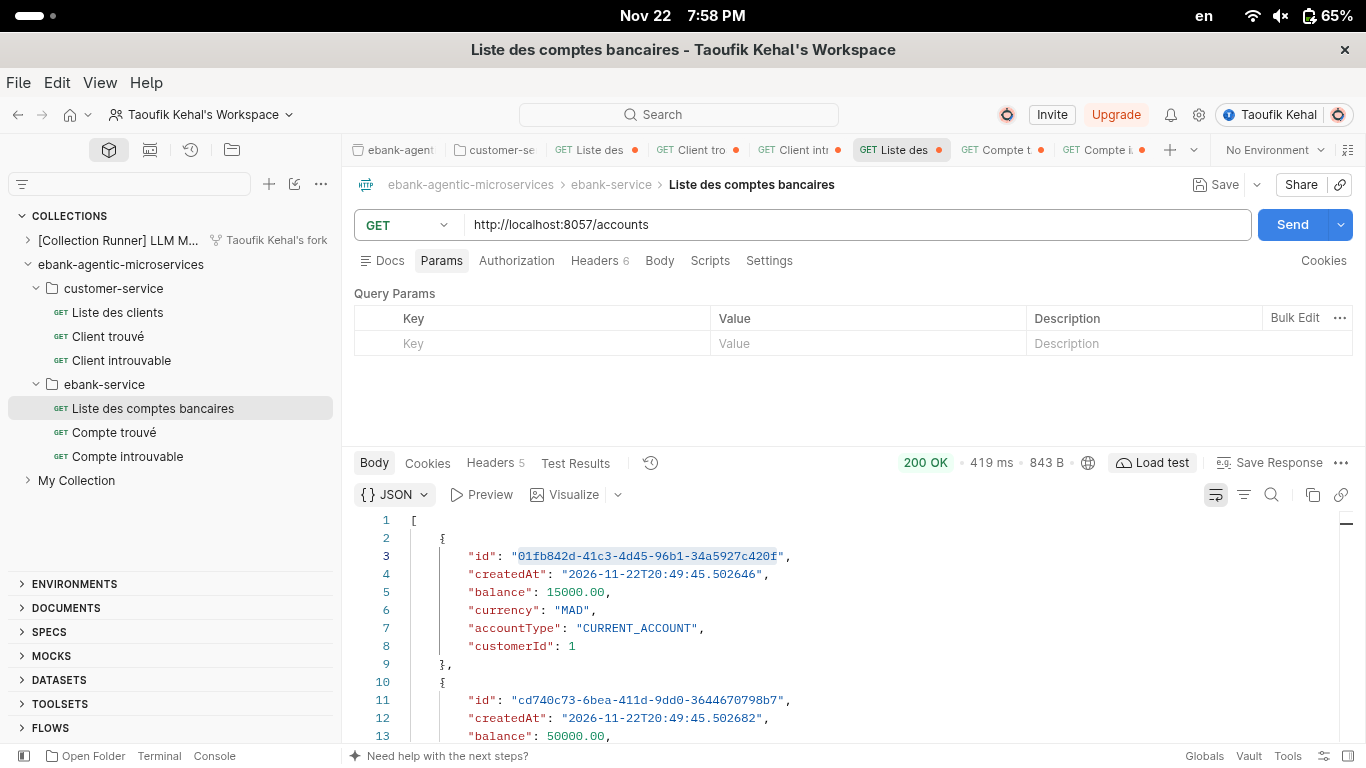 Nov 22 7:58 PM
en
65%
Liste des comptes bancaires - Taoufik Kehal's Workspace
File Edit View Help
Taoufik Kehal's Workspace
Search
Invite
Upgrade
Taoufik Kehal
ebank-agent
customer-se
GET Liste des
GET Client tro
GET Client intr
GET Liste des
GET Compte t
GET Compte i
No Environment
COLLECTIONS
[Collection Runner] LLM M... Taoufik Kehal's fork
ebank-agentic-microservices
customer-service
GET Liste des clients
GET Client trouvé
GET Client introuvable
ebank-service
GET Liste des comptes bancaires
GET Compte trouvé
GET Compte introuvable
My Collection
ENVIRONMENTS
DOCUMENTS
SPECS
MOCKS
DATASETS
TOOLSETS
FLOWS
HTTP ebank-agentic-microservices > ebank-service > Liste des comptes bancaires
Save
Share
GET http://localhost:8057/accounts
Send
Docs Params Authorization Headers 6 Body Scripts Settings Cookies
Query Params
Key Value Description Bulk Edit
Key Value Description
Body Cookies Headers 5 Test Results
200 OK • 419 ms • 843 B
Load test
e.g. Save Response
{} JSON Preview Visualize
1 [
2 {
3 "id": "01fb842d-41c3-4d45-96b1-34a5927c420f",
4 "createdAt": "2026-11-22T20:49:45.502646",
5 "balance": 15000.00,
6 "currency": "MAD",
7 "accountType": "CURRENT_ACCOUNT",
8 "customerId": 1
9 },
10 {
11 "id": "cd740c73-6bea-411d-9dd0-3644670798b7",
12 "createdAt": "2026-11-22T20:49:45.502682",
13 "balance": 50000.00,
Open Folder Terminal Console
Need help with the next steps?
Globals Vault Tools